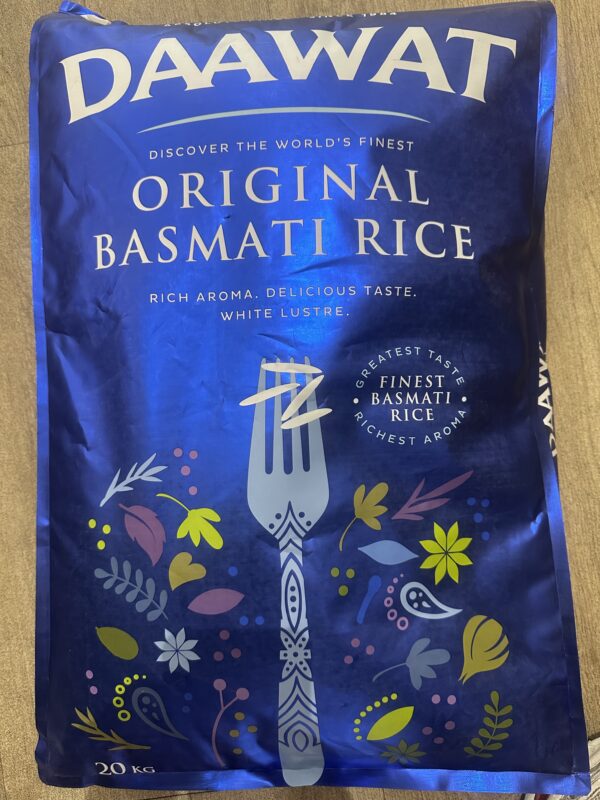 DAAWAT
DISCOVER THE WORLD'S FINEST
ORIGINAL
BASMATI RICE
RICH AROMA. DELICIOUS TASTE.
WHITE LUSTRE.
GREATEST TASTE
• FINEST •
BASMATI
RICE
RICHEST AROMA
DAAW
20 KG